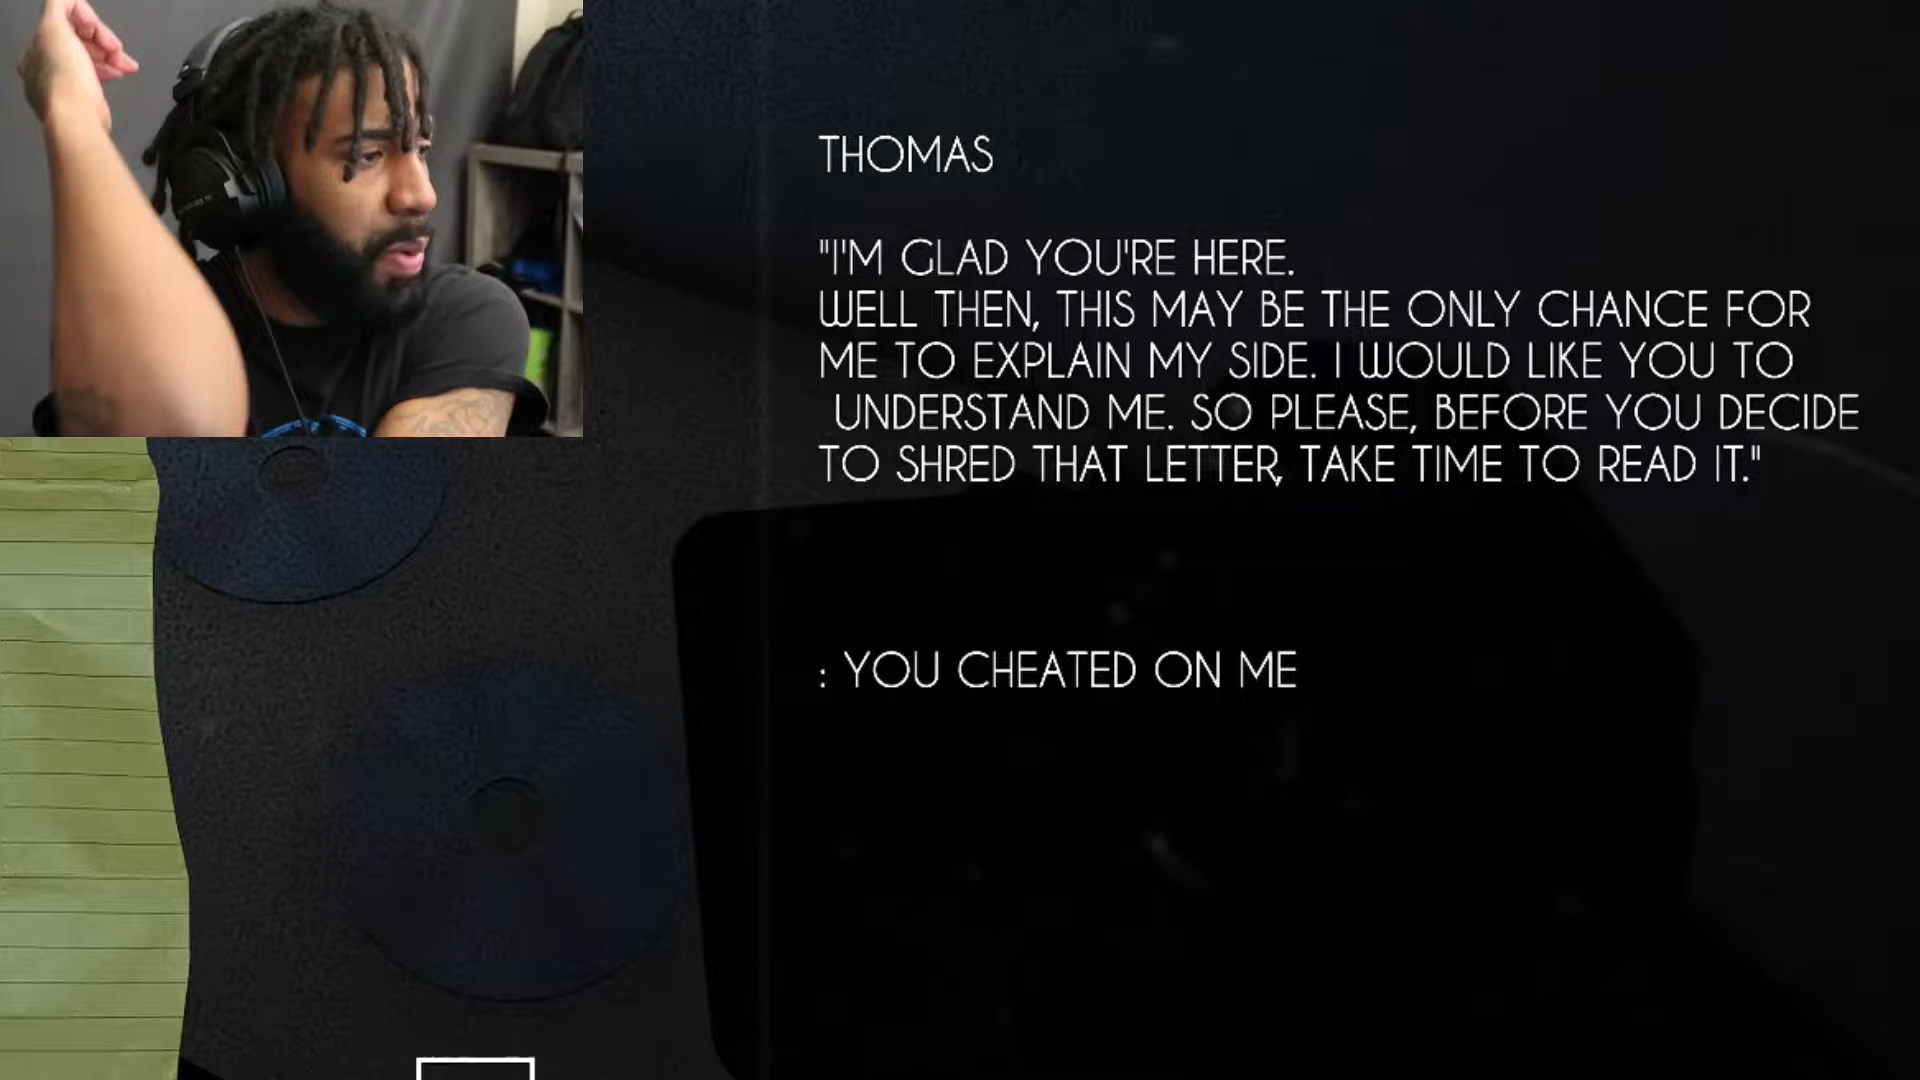 THOMAS
"I'M GLAD YOU'RE HERE.
WELL THEN, THIS MAY BE THE ONLY CHANCE FOR
ME TO EXPLAIN MY SIDE. I WOULD LIKE YOU TO
UNDERSTAND ME. SO PLEASE, BEFORE YOU DECIDE
TO SHRED THAT LETTER, TAKE TIME TO READ IT."
: YOU CHEATED ON ME